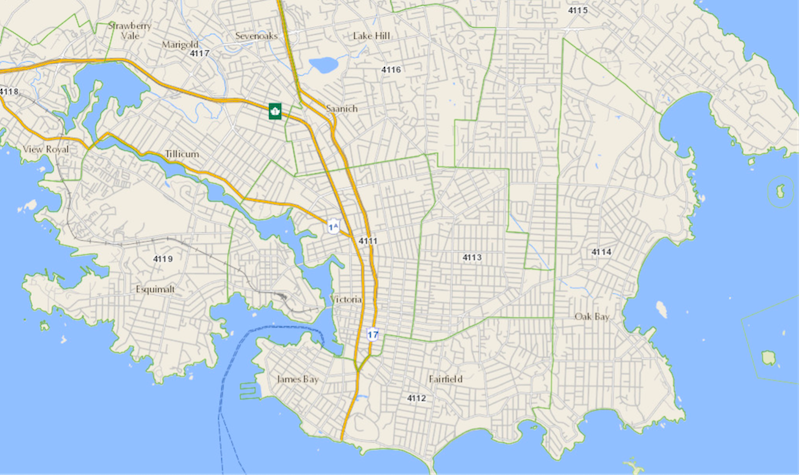 4115
Strawberry
Vale
Sevenoaks
Lake Hill
Marigold
4117
4116
4118
Saanich
View Royal
Tillicum
1A
4111
4119
4113
4114
Esquimalt
Victoria
Oak Bay
17
James Bay
Fairfield
4112